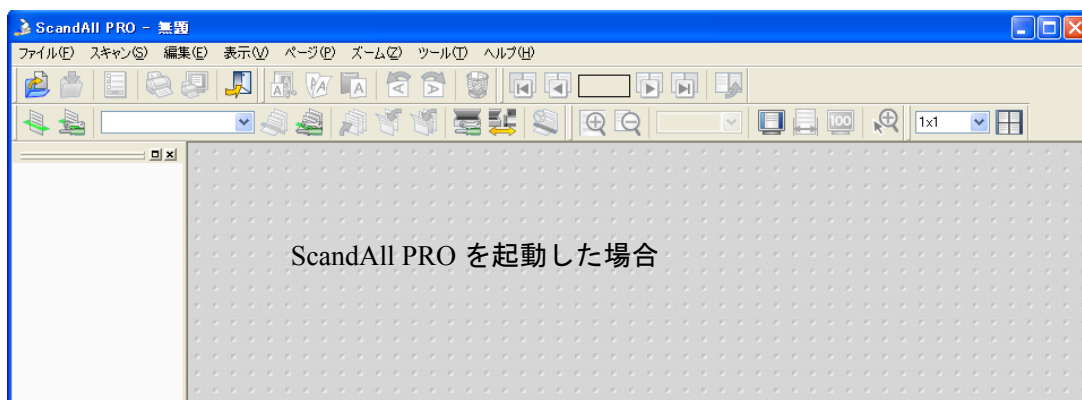 ScandAll PRO - 無題
ファイル(F) スキャン(S) 編集(E) 表示(V) ページ(P) ズーム(Z) ツール(T) ヘルプ(H)
A A
100 1x1
ScandAll PRO を起動した場合